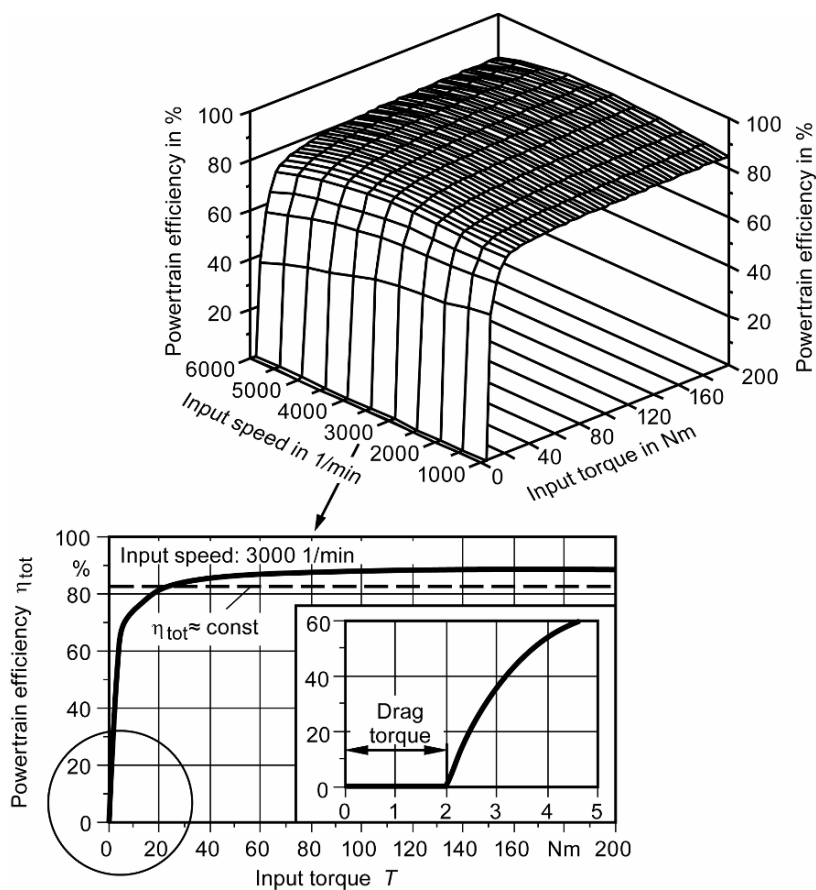 Powertrain efficiency in %
100
80
60
40
20
Powertrain efficiency in %
100
80
60
40
20
6000
5000
4000
3000
2000
1000
Input speed in 1/min
0
40
80
120
160
200
Input torque in Nm
Powertrain efficiency ηtot
100
%
80
60
40
20
0
Input speed: 3000 1/min
ηtot≈ const
60
40
20
0
Drag
torque
0 1 2 3 4 5
0 20 40 60 80 100 120 140 160 Nm 200
Input torque T